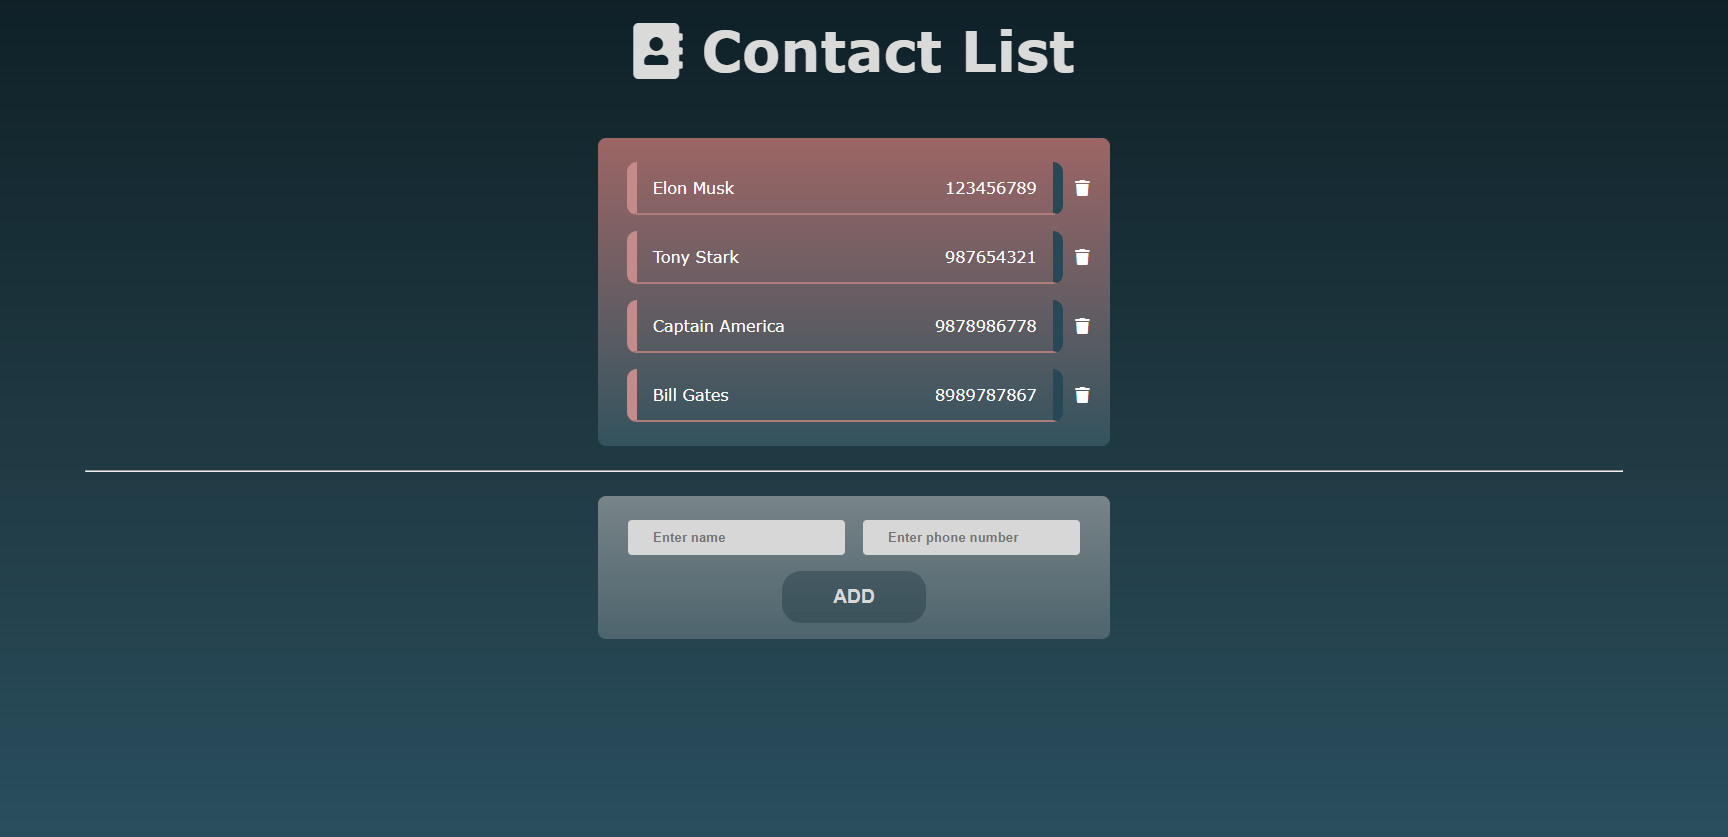 Contact List
Elon Musk 123456789
Tony Stark 987654321
Captain America 9878986778
Bill Gates 8989787867
Enter name Enter phone number
ADD